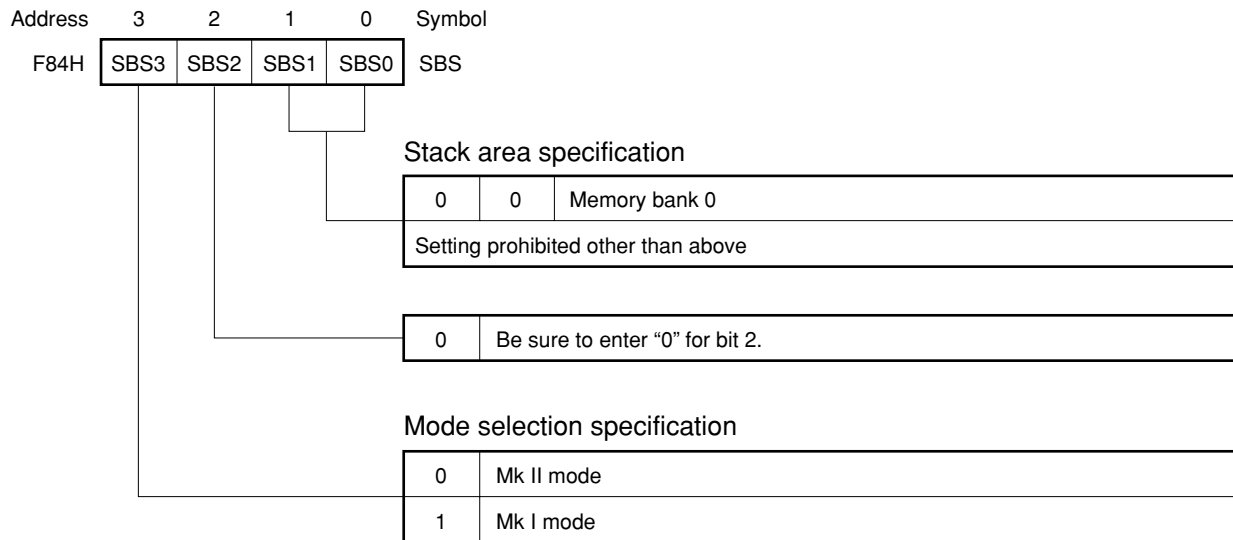 Address 3 2 1 0 Symbol
F84H SBS3 SBS2 SBS1 SBS0 SBS
Stack area specification
0 0 Memory bank 0
Setting prohibited other than above
0 Be sure to enter “0” for bit 2.
Mode selection specification
0 Mk II mode
1 Mk I mode